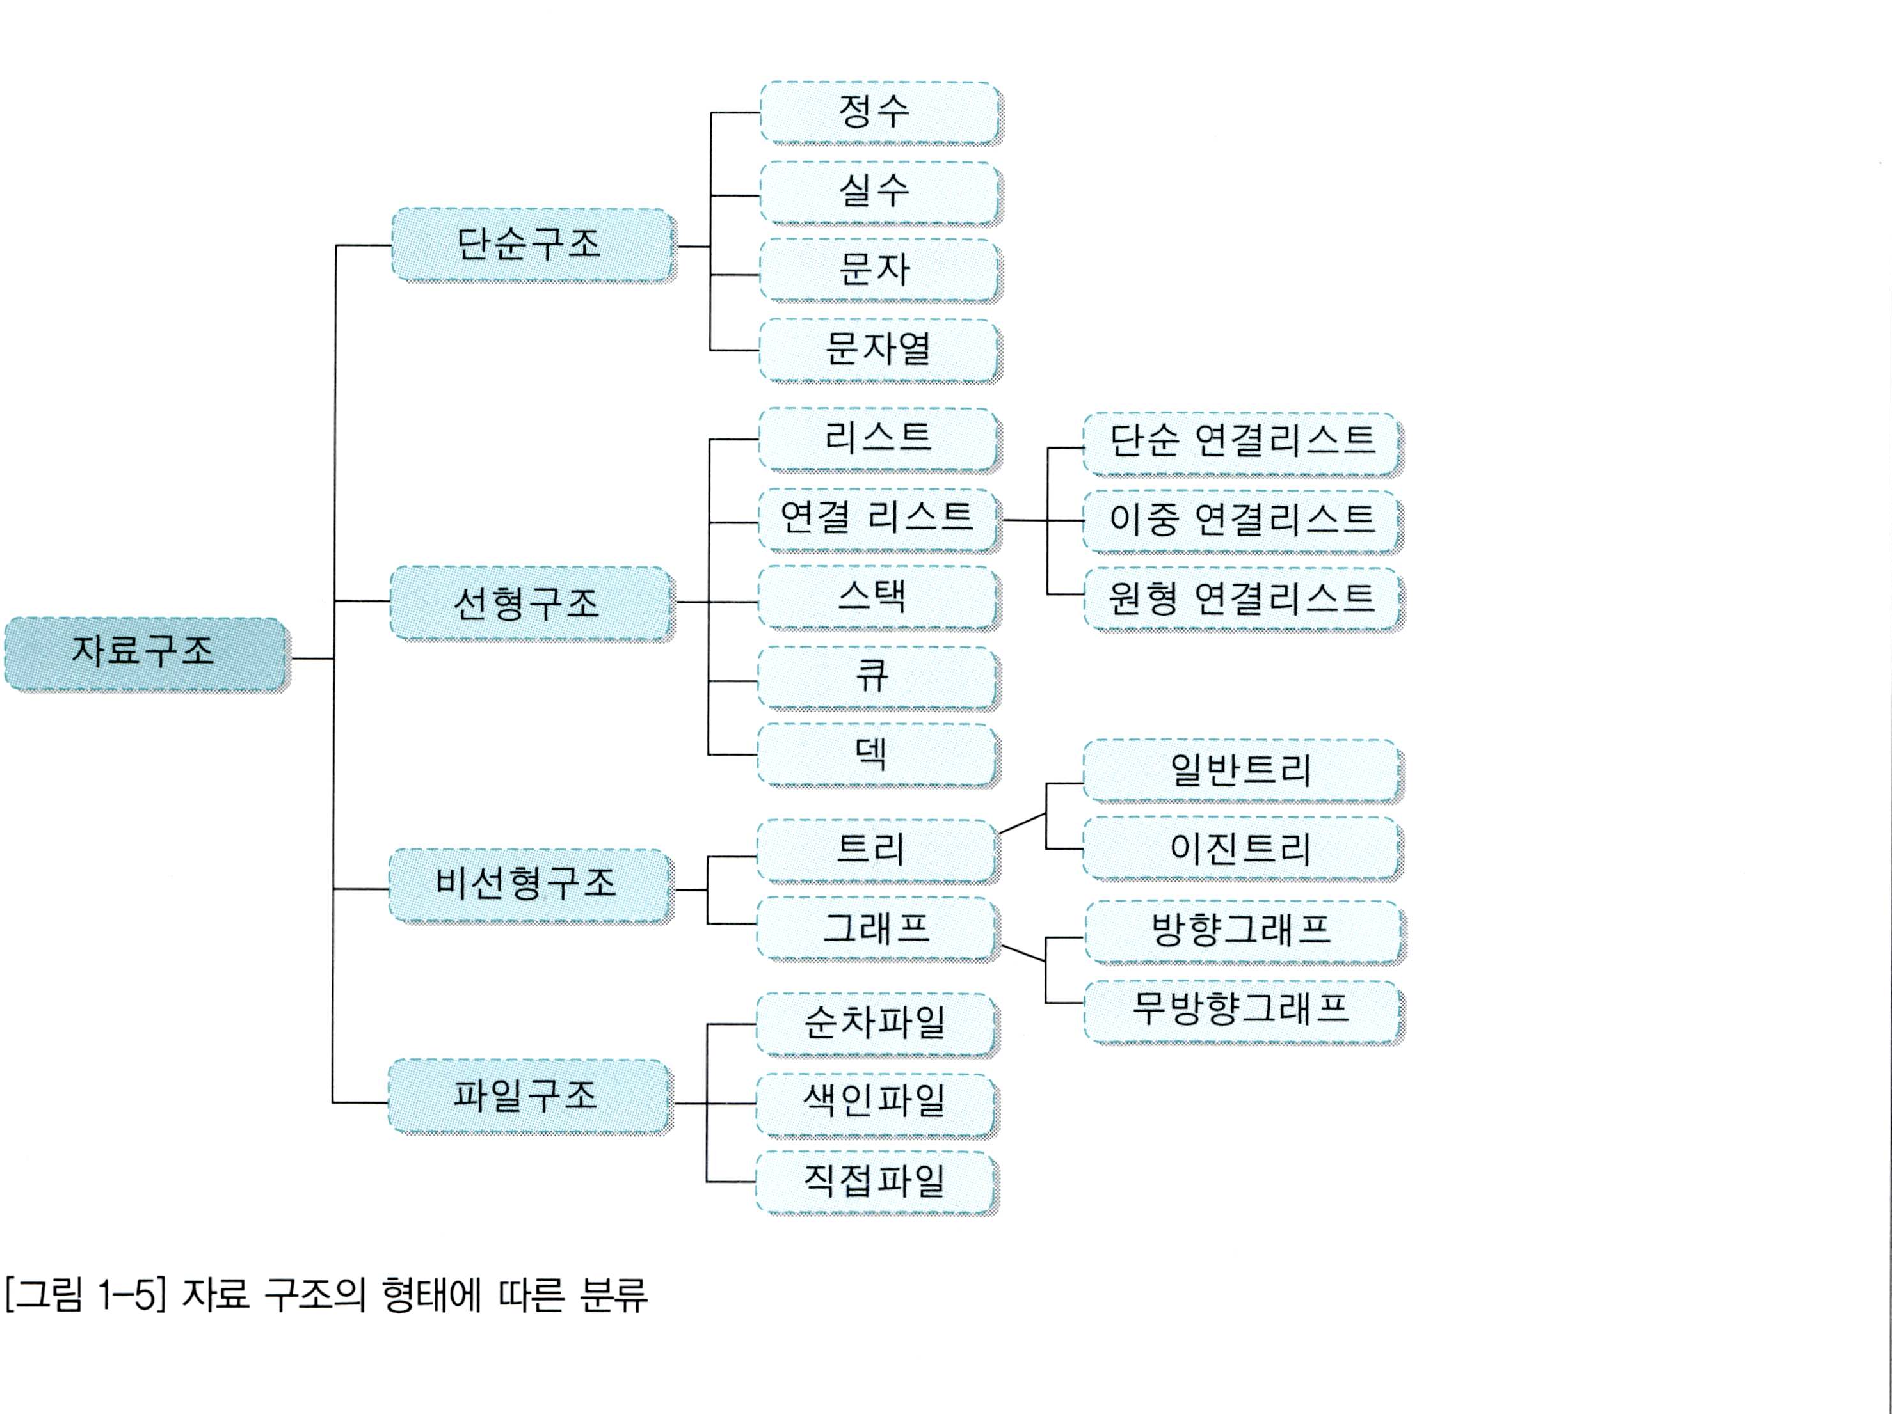 자료구조
단순구조
정수
실수
문자
문자열
선형구조
리스트
연결 리스트
단순 연결리스트
이중 연결리스트
원형 연결리스트
스택
큐
덱
비선형구조
트리
일반트리
이진트리
그래프
방향그래프
무방향그래프
파일구조
순차파일
색인파일
직접파일
[그림 1-5] 자료 구조의 형태에 따른 분류